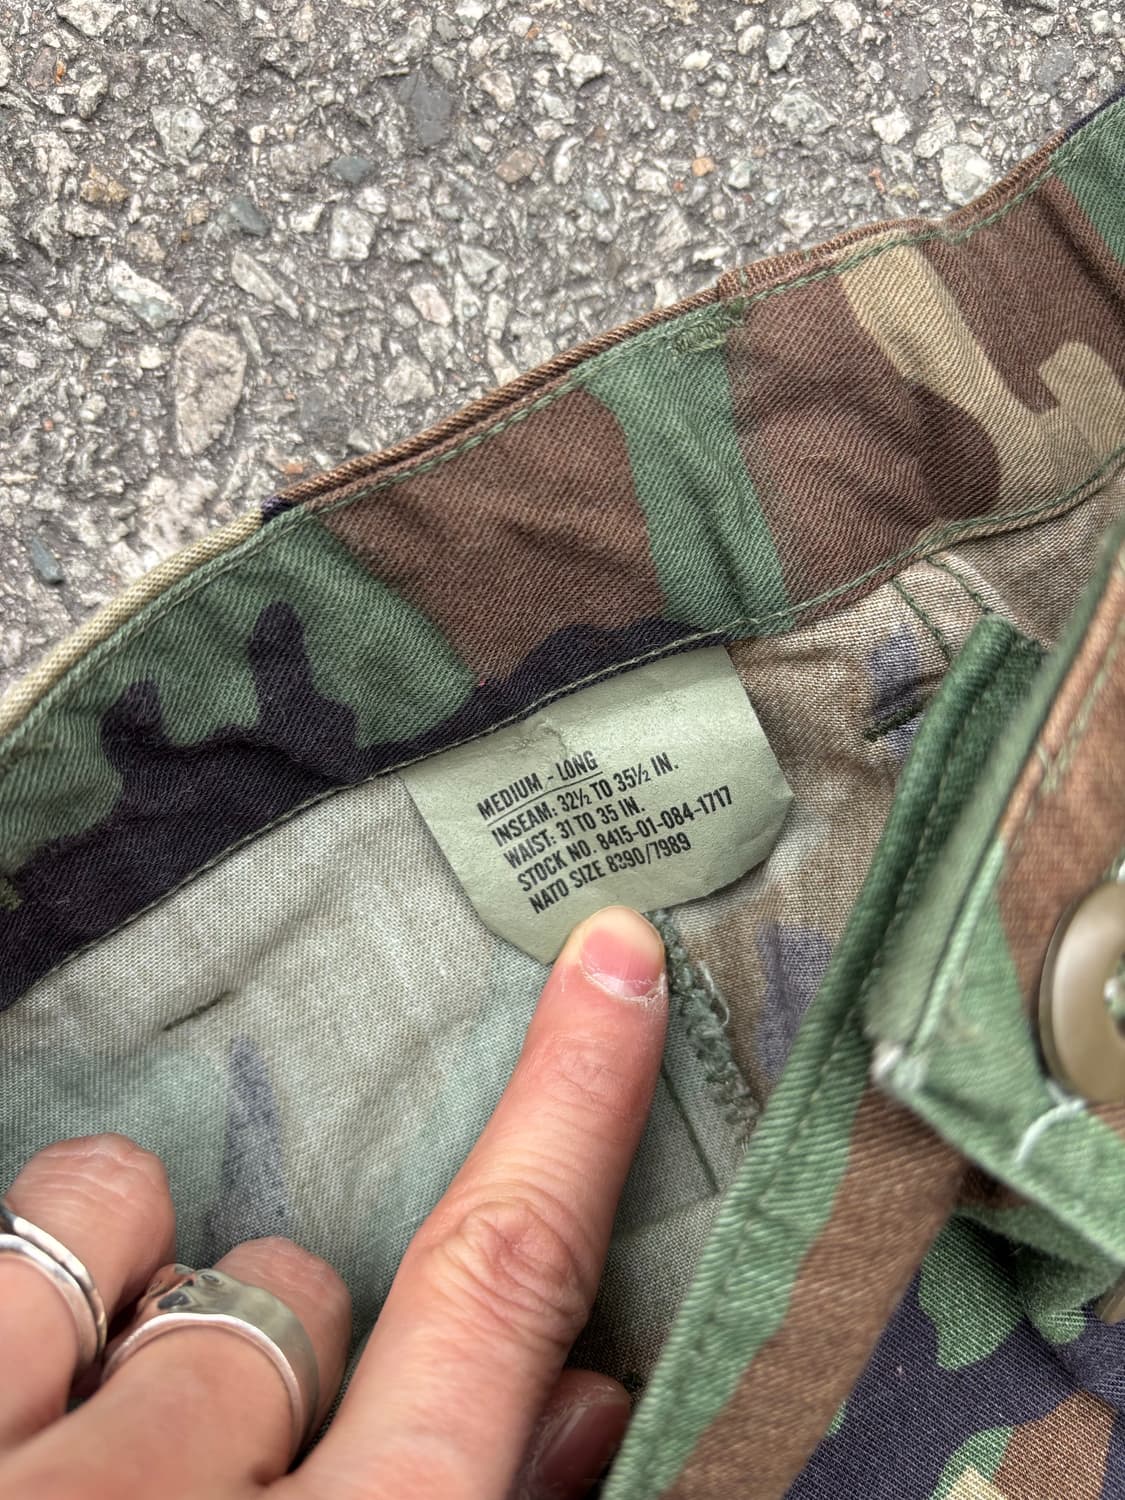 MEDIUM - LONG
INSEAM: 32½ TO 35½ IN.
WAIST: 31 TO 35 IN.
STOCK NO. 8415-01-084-1717
NATO SIZE 8390/7989